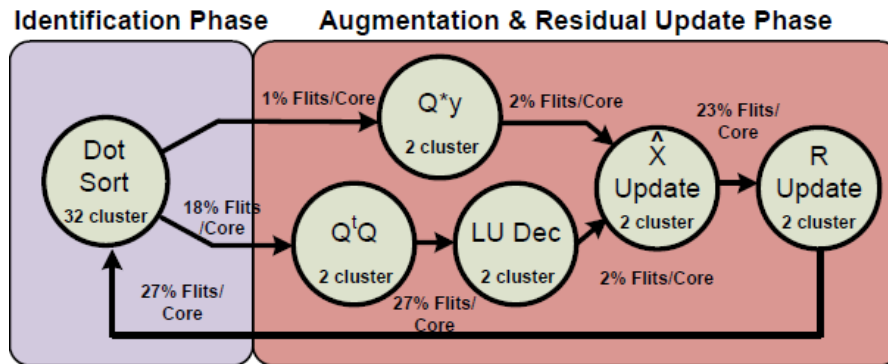 Identification Phase
Augmentation & Residual Update Phase
Dot
Sort
32 cluster
1% Flits/Core
18% Flits
/Core
Q*y
2 cluster
2% Flits/Core
QᵗQ
2 cluster
27% Flits/
Core
LU Dec
2 cluster
2% Flits/Core
X̂
Update
2 cluster
23% Flits/
Core
R
Update
2 cluster
27% Flits/
Core